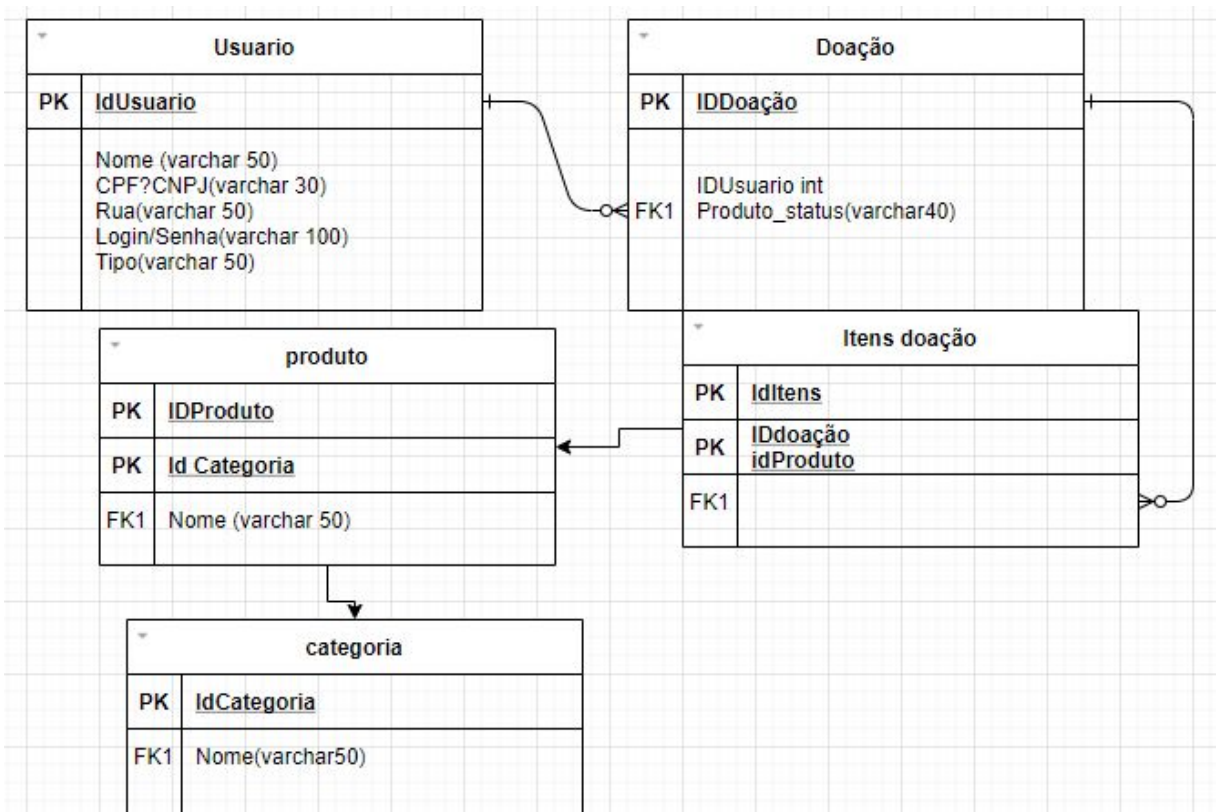 Usuario
PK IdUsuario
Nome (varchar 50)
CPF?CNPJ(varchar 30)
Rua(varchar 50)
Login/Senha(varchar 100)
Tipo(varchar 50)
Doação
PK IDDoação
IDUsuario int
FK1 Produto_status(varchar40)
produto
PK IDProduto
PK Id Categoria
FK1 Nome (varchar 50)
Itens doação
PK IdItens
IDdoação
PK idProduto
FK1
categoria
PK IdCategoria
FK1 Nome(varchar50)